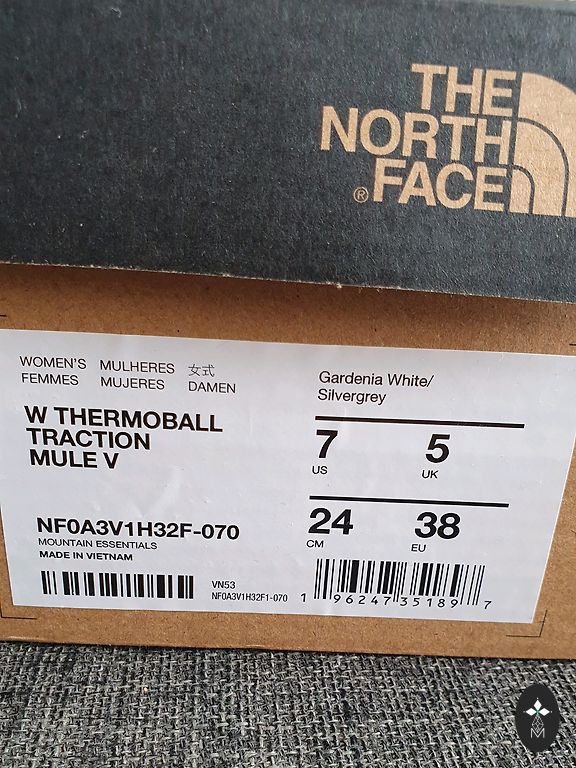 THE
NORTH
® FACE
WOMEN'S MULHERES 女式
FEMMES MUJERES DAMEN
W THERMOBALL
TRACTION
MULE V
NF0A3V1H32F-070
MOUNTAIN ESSENTIALS
MADE IN VIETNAM
VN53
NF0A3V1H32F1-070
Gardenia White/
Silvergrey
7 5
US UK
24 38
CM EU
1 96247 35189 7
M